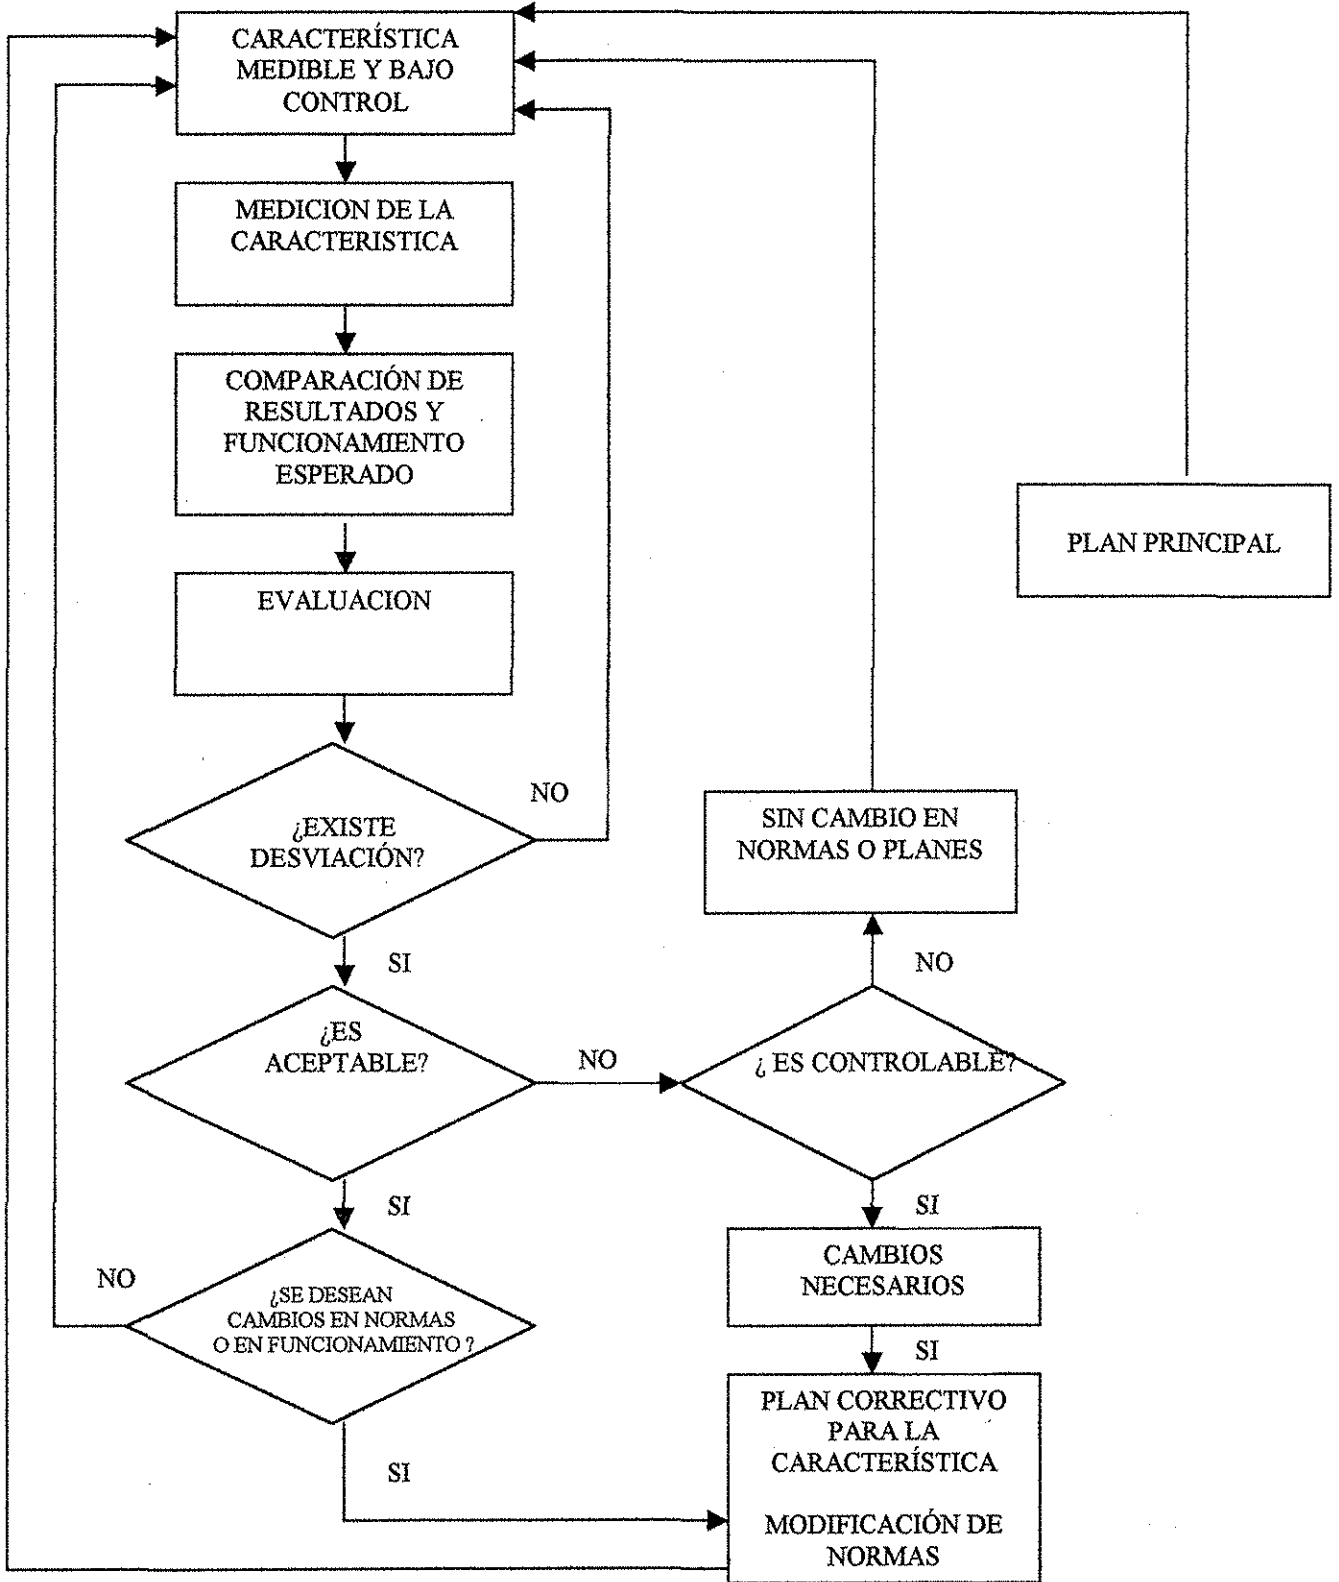 CARACTERÍSTICA
MEDIBLE Y BAJO
CONTROL
MEDICION DE LA
CARACTERISTICA
COMPARACIÓN DE
RESULTADOS Y
FUNCIONAMIENTO
ESPERADO
PLAN PRINCIPAL
EVALUACION
NO
¿EXISTE
DESVIACIÓN?
SIN CAMBIO EN
NORMAS O PLANES
SI
NO
¿ES
ACEPTABLE?
NO
¿ ES CONTROLABLE?
SI
SI
CAMBIOS
NECESARIOS
NO
¿SE DESEAN
CAMBIOS EN NORMAS
O EN FUNCIONAMIENTO ?
SI
PLAN CORRECTIVO
PARA LA
CARACTERÍSTICA
SI
MODIFICACIÓN DE
NORMAS